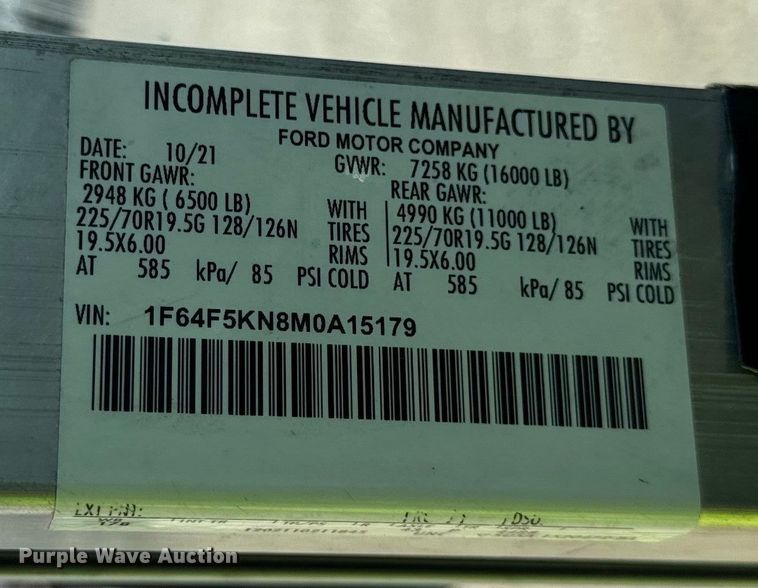 INCOMPLETE VEHICLE MANUFACTURED BY
FORD MOTOR COMPANY
DATE: 10/21 GVWR: 7258 KG (16000 LB)
FRONT GAWR: REAR GAWR:
2948 KG ( 6500 LB) WITH 4990 KG (11000 LB) WITH
225/70R19.5G 128/126N TIRES 225/70R19.5G 128/126N TIRES
19.5X6.00 RIMS 19.5X6.00 RIMS
AT 585 kPa/ 85 PSI COLD AT 585 kPa/ 85 PSI COLD
VIN: 1F64F5KN8M0A15179
Purple Wave Auction